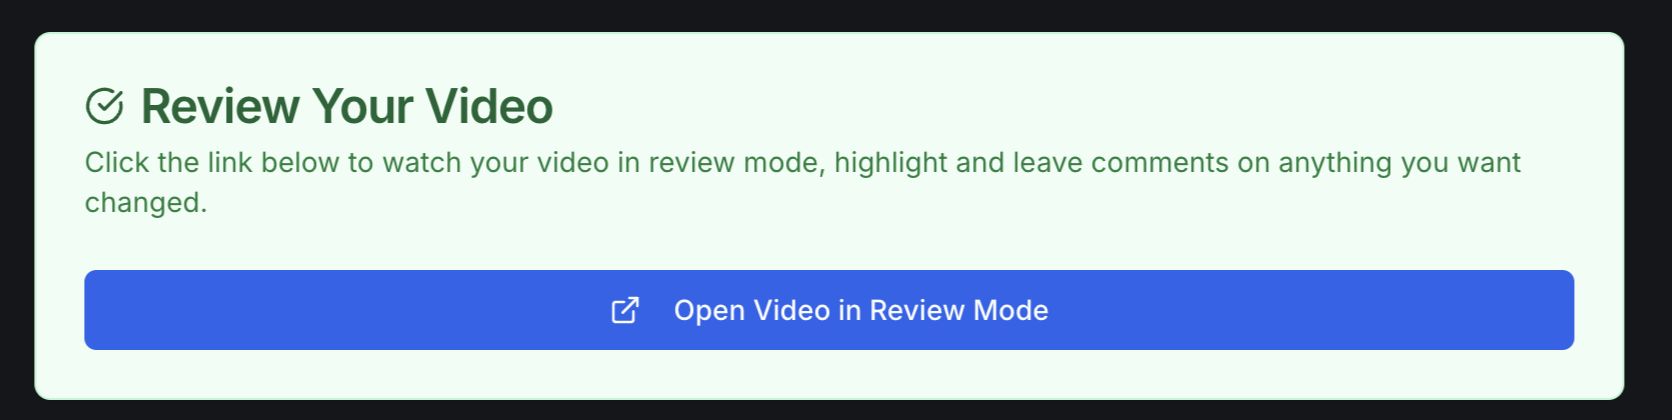 Review Your Video
Click the link below to watch your video in review mode, highlight and leave comments on anything you want
changed.
Open Video in Review Mode